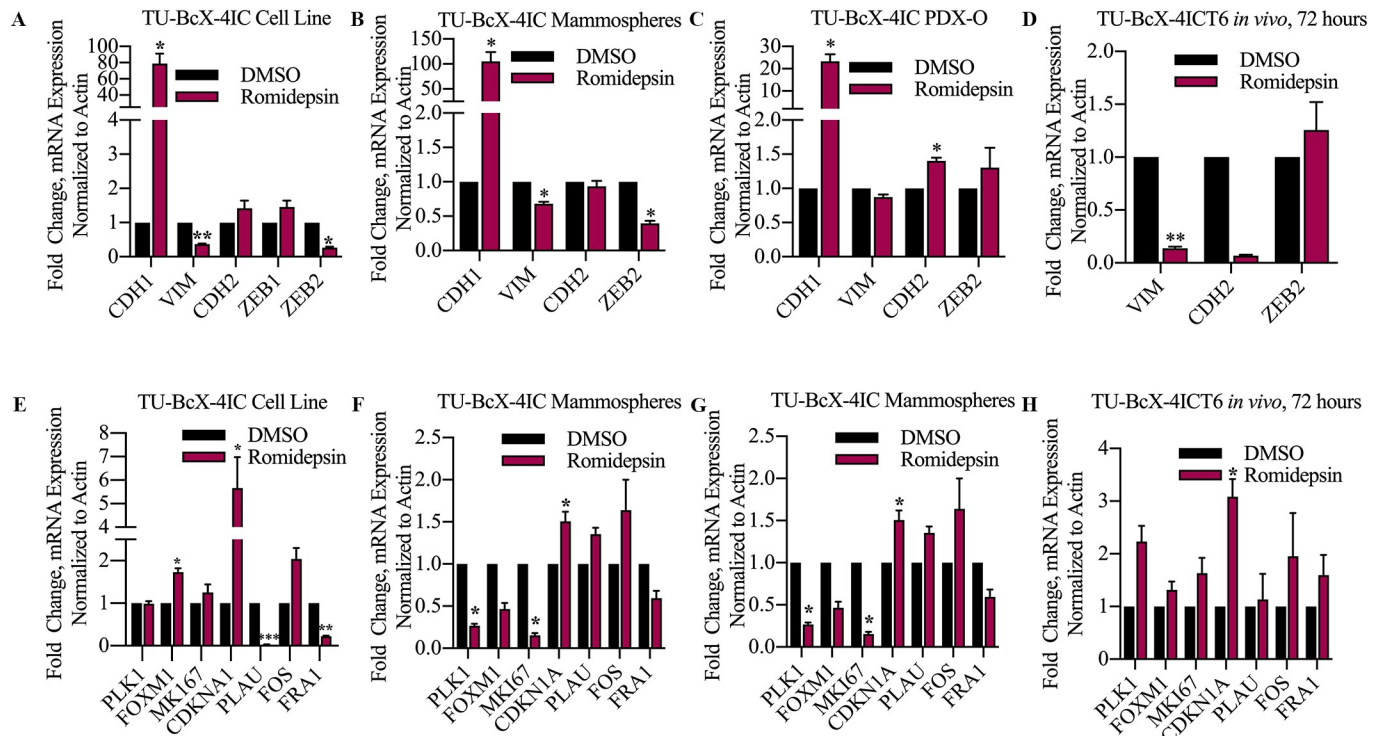 A
TU-BcX-4IC Cell Line
Fold Change, mRNA Expression
Normalized to Actin
100
80
60
40
4
3
2
1
0
DMSO
Romidepsin
*
**
*
CDH1
VIM
CDH2
ZEB1
ZEB2
B
TU-BcX-4IC Mammospheres
Fold Change, mRNA Expression
Normalized to Actin
150
100
50
2.0
1.5
1.0
0.5
0.0
DMSO
Romidepsin
*
*
*
CDH1
VIM
CDH2
ZEB2
C
TU-BcX-4IC PDX-O
Fold Change, mRNA Expression
Normalized to Actin
30
20
10
2.0
1.5
1.0
0.5
0.0
DMSO
Romidepsin
*
*
CDH1
VIM
CDH2
ZEB2
D
TU-BcX-4ICT6 in vivo, 72 hours
Fold Change, mRNA Expression
Normalized to Actin
2.0
1.5
1.0
0.5
0.0
DMSO
Romidepsin
**
VIM
CDH2
ZEB2
E
TU-BcX-4IC Cell Line
Fold Change, mRNA Expression
Normalized to Actin
8
7
6
5
4
2
1
0
DMSO
Romidepsin
*
*
***
**
PLK1
FOXM1
MK167
CDKNA1
PLAU
FOS
FRA1
F
TU-BcX-4IC Mammospheres
Fold Change, mRNA Expression
Normalized to Actin
2.5
2.0
1.5
1.0
0.5
0.0
DMSO
Romidepsin
*
*
*
PLK1
FOXM1
MKI67
CDKN1A
PLAU
FOS
FRA1
G
TU-BcX-4IC Mammospheres
Fold Change, mRNA Expression
Normalized to Actin
2.5
2.0
1.5
1.0
0.5
0.0
DMSO
Romidepsin
*
*
*
PLK1
FOXM1
MKI67
CDKN1A
PLAU
FOS
FRA1
H
TU-BcX-4ICT6 in vivo, 72 hours
Fold Change, mRNA Expression
Normalized to Actin
4
3
2
1
0
DMSO
Romidepsin
*
PLK1
FOXM1
MKI67
CDKN1A
PLAU
FOS
FRA1